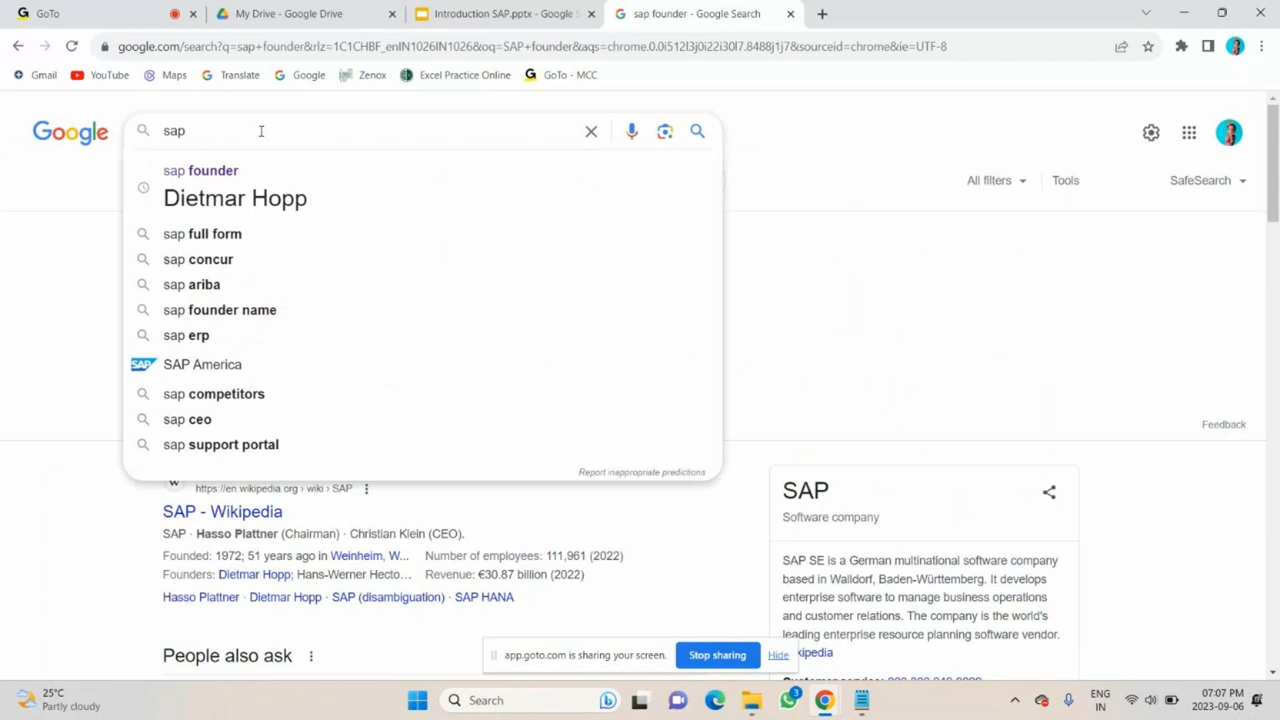 GoTo
My Drive - Google Drive
Introduction SAP.pptx - Google S
sap founder - Google Search
google.com/search?q=sap+founder&rlz=1C1CHBF_enIN1026IN1026&oq=SAP+founder&aqs=chrome.0.0i512l3j0i22i30l7.8488j1j7&sourceid=chrome&ie=UTF-8
Gmail YouTube Maps Translate Google Zenox Excel Practice Online GoTo - MCC
Google
sap
All filters Tools SafeSearch
sap founder
Dietmar Hopp
sap full form
sap concur
sap ariba
sap founder name
sap erp
SAP SAP America
sap competitors
sap ceo
Feedback
sap support portal
Report inappropriate predictions
https://en.wikipedia.org › wiki › SAP
SAP - Wikipedia
SAP · Hasso Plattner (Chairman) · Christian Klein (CEO).
Founded: 1972; 51 years ago in Weinheim, W... Number of employees: 111,961 (2022)
Founders: Dietmar Hopp; Hans-Werner Hecto... Revenue: €30.87 billion (2022)
Hasso Plattner · Dietmar Hopp · SAP (disambiguation) · SAP HANA
People also ask
SAP
Software company
SAP SE is a German multinational software company
based in Walldorf, Baden-Württemberg. It develops
enterprise software to manage business operations
and customer relations. The company is the world's
leading enterprise resource planning software vendor.
kipedia
app.goto.com is sharing your screen. Stop sharing Hide
25°C
Partly cloudy
Search
3
ENG
IN
07:07 PM
2023-09-06